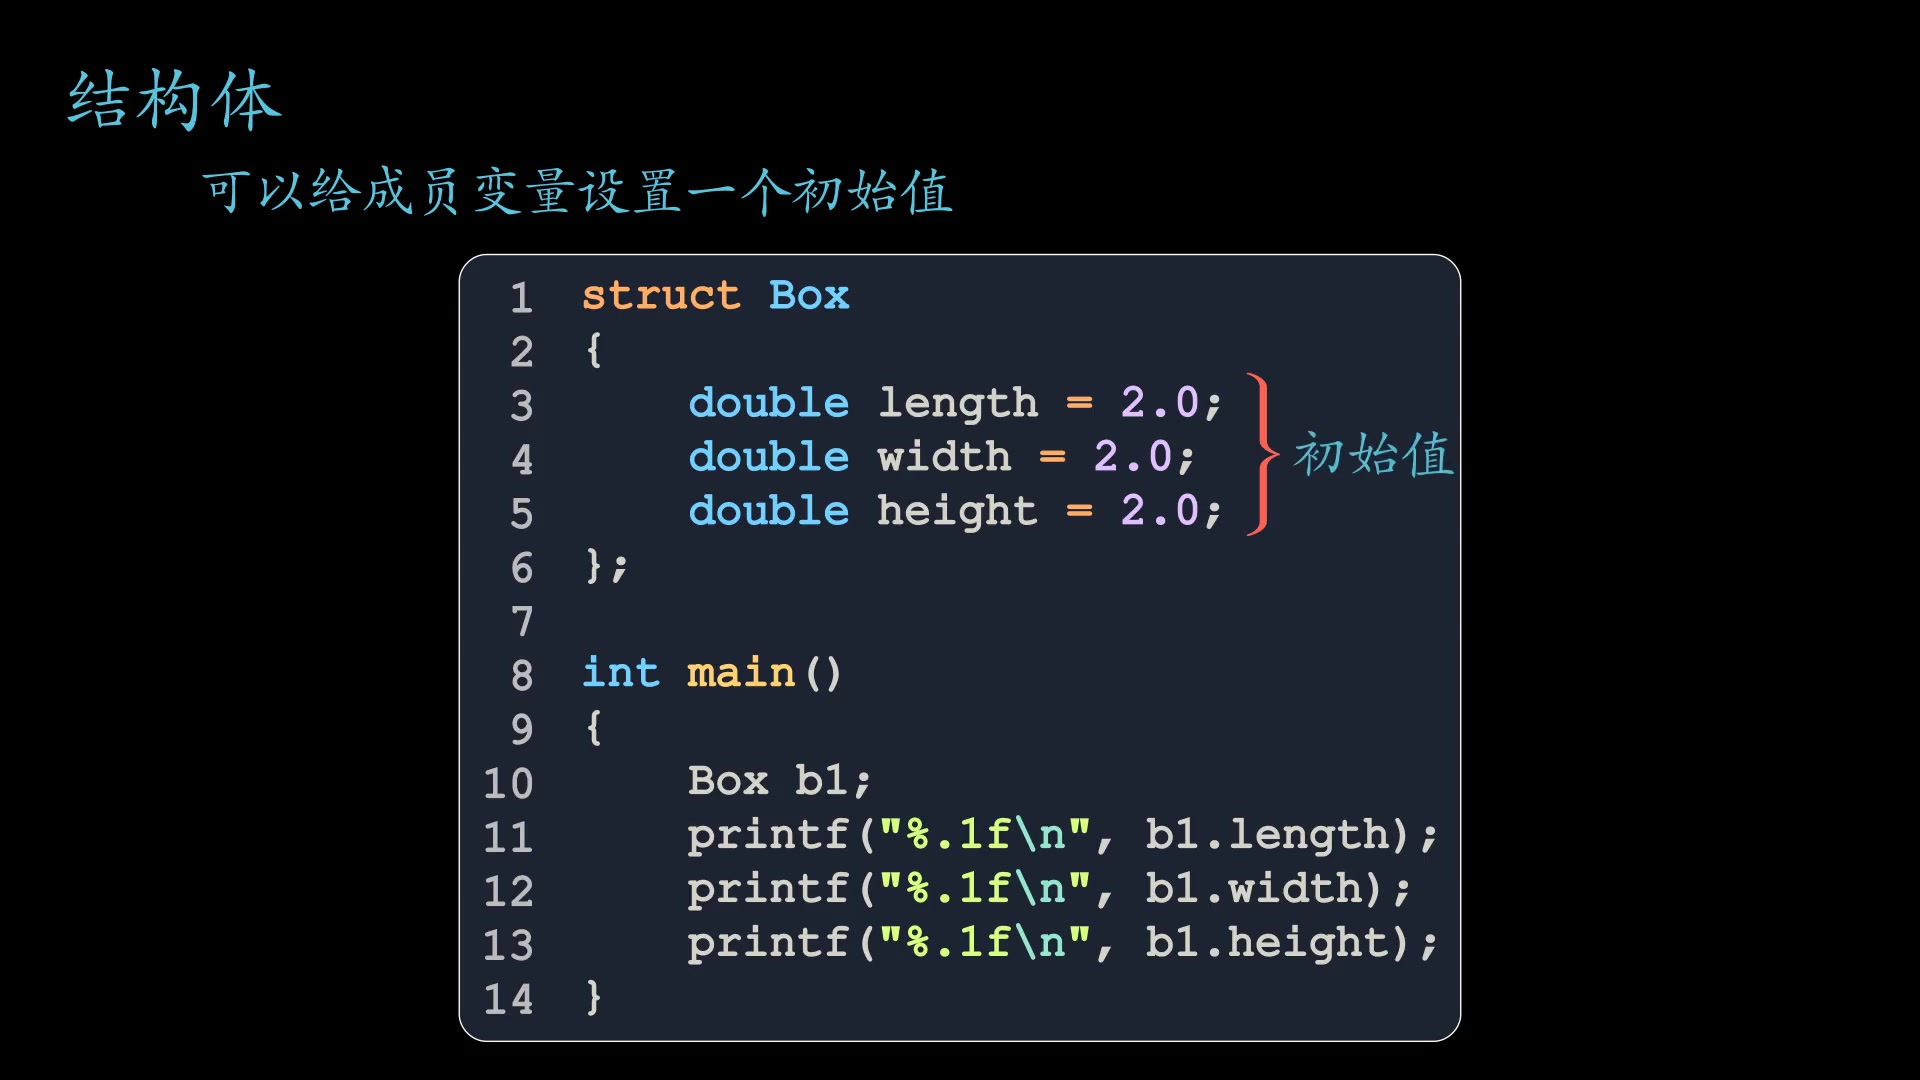 结构体
可以给成员变量设置一个初始值
1 struct Box
2 {
3     double length = 2.0;
4     double width = 2.0; 初始值
5     double height = 2.0;
6 };
7
8 int main()
9 {
10     Box b1;
11     printf("%.1f\n", b1.length);
12     printf("%.1f\n", b1.width);
13     printf("%.1f\n", b1.height);
14 }